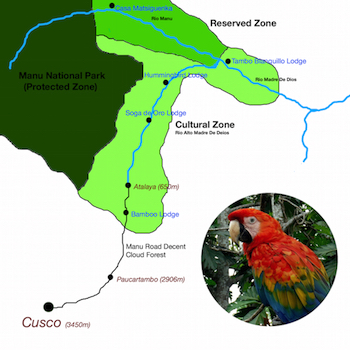 Casa Matsiguenka
Rio Manu
Reserved Zone
Tambo Blanquillo Lodge
Manu National Park
(Protected Zone)
Hummingbird Lodge
Rio Madre De Dios
Soga de Oro Lodge
Cultural Zone
Rio Alto Madre De Deios
Atalaya (650m)
Bamboo Lodge
Manu Road Decent
Cloud Forest
Paucartambo (2906m)
Cusco (3450m)